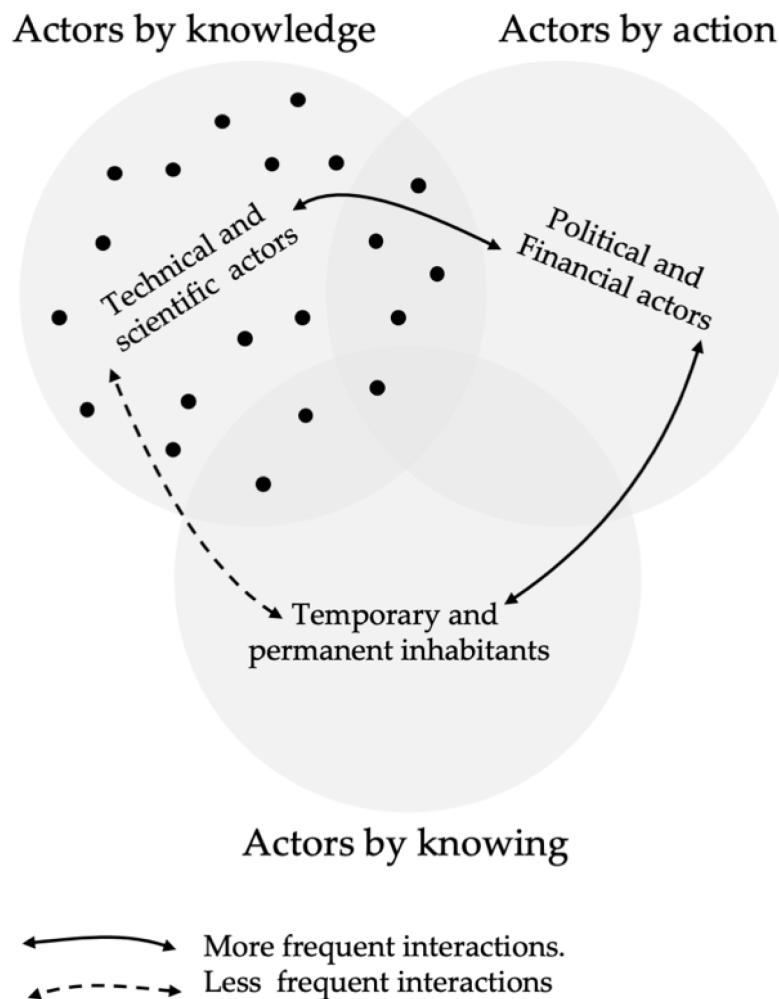 Actors by knowledge
Actors by action
Technical and
scientific actors
Political and
Financial actors
Temporary and
permanent inhabitants
Actors by knowing
More frequent interactions.
Less frequent interactions